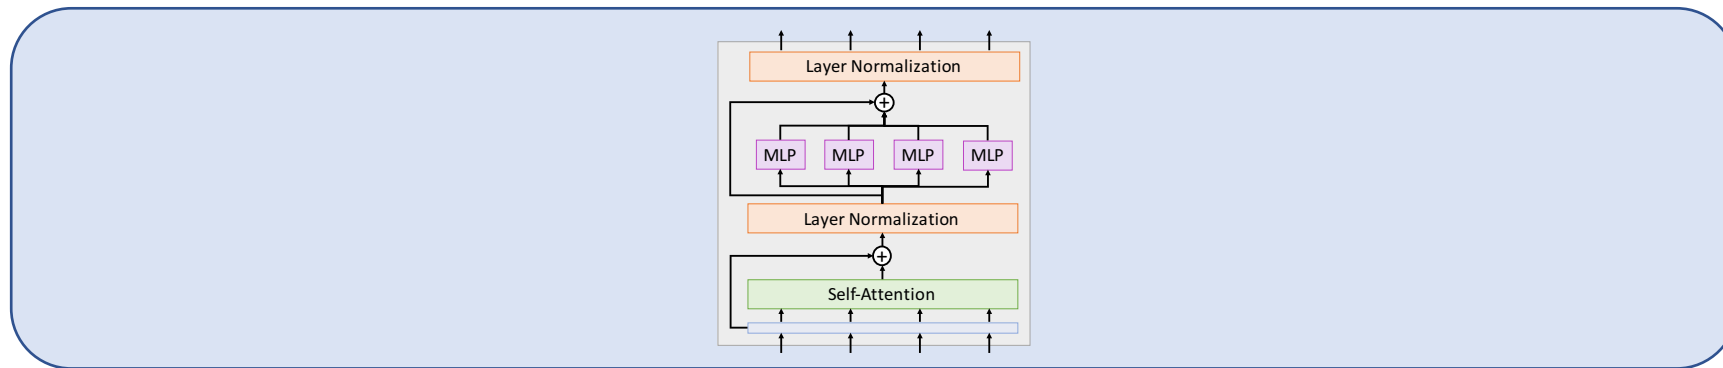 Layer Normalization
+
MLP MLP MLP MLP
Layer Normalization
+
Self-Attention